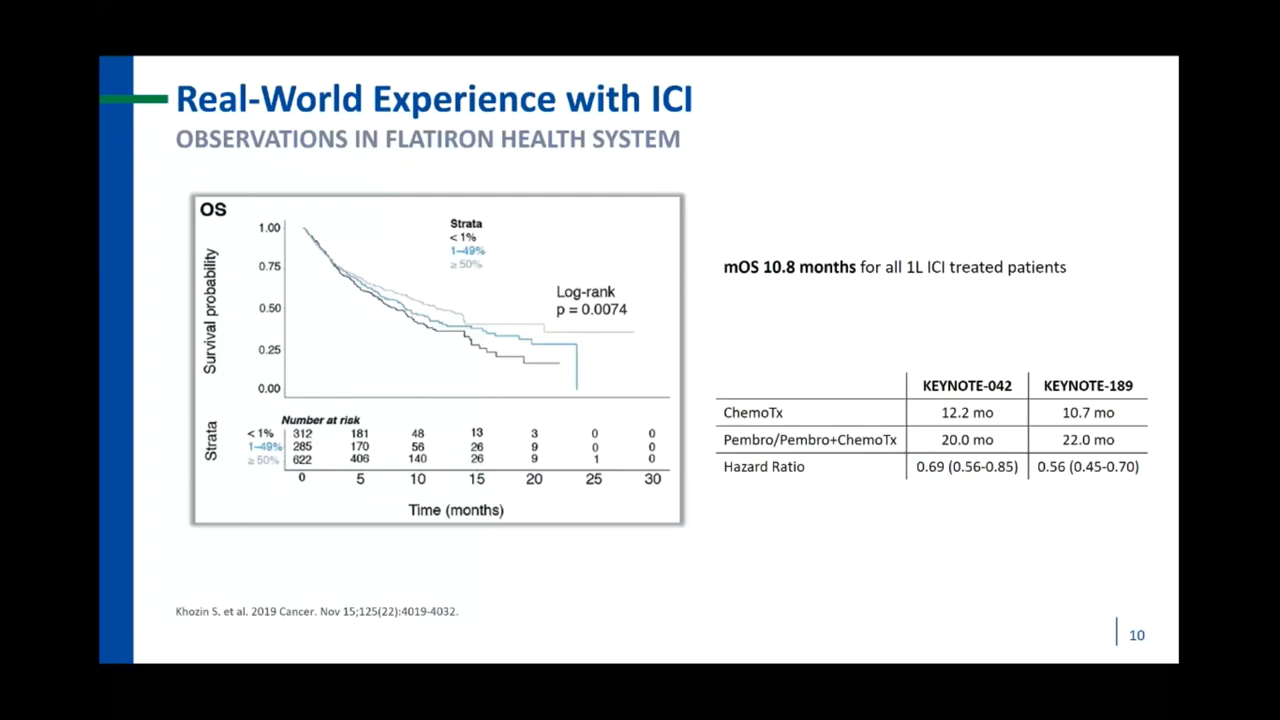 Real-World Experience with ICI
OBSERVATIONS IN FLATIRON HEALTH SYSTEM
OS
Survival probability
1.00
0.75
0.50
0.25
0.00
Strata
< 1%
1–49%
≥ 50%
Log-rank
p = 0.0074
Number at risk
Strata
< 1% 312 181 48 13 3 0 0
1–49% 285 170 56 26 9 0 0
≥ 50% 622 406 140 26 9 1 0
0 5 10 15 20 25 30
Time (months)
mOS 10.8 months for all 1L ICI treated patients
KEYNOTE-042 KEYNOTE-189
ChemoTx 12.2 mo 10.7 mo
Pembro/Pembro+ChemoTx 20.0 mo 22.0 mo
Hazard Ratio 0.69 (0.56-0.85) 0.56 (0.45-0.70)
Khozin S. et al. 2019 Cancer. Nov 15;125(22):4019-4032.
10